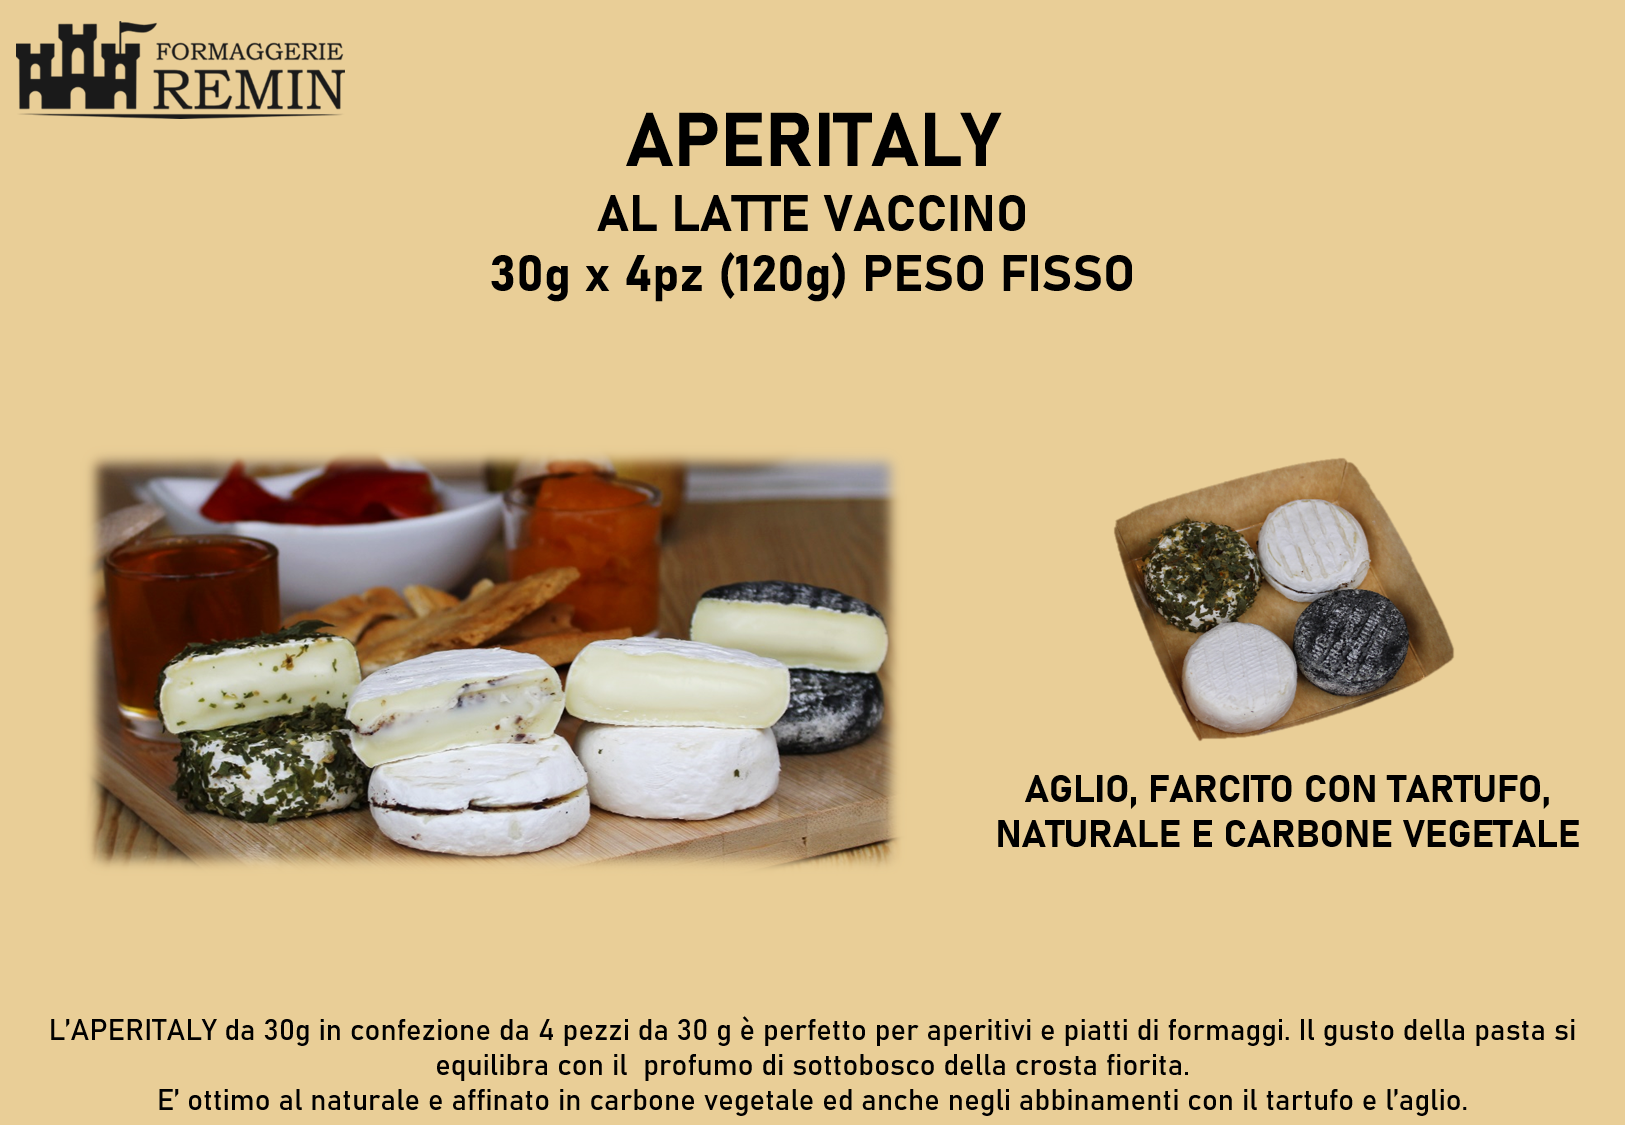 FORMAGGERIE
REMIN
APERITALY
AL LATTE VACCINO
30g x 4pz (120g) PESO FISSO
AGLIO, FARCITO CON TARTUFO,
NATURALE E CARBONE VEGETALE
L'APERITALY da 30g in confezione da 4 pezzi da 30 g è perfetto per aperitivi e piatti di formaggi. Il gusto della pasta si
equilibra con il  profumo di sottobosco della crosta fiorita.
E' ottimo al naturale e affinato in carbone vegetale ed anche negli abbinamenti con il tartufo e l'aglio.